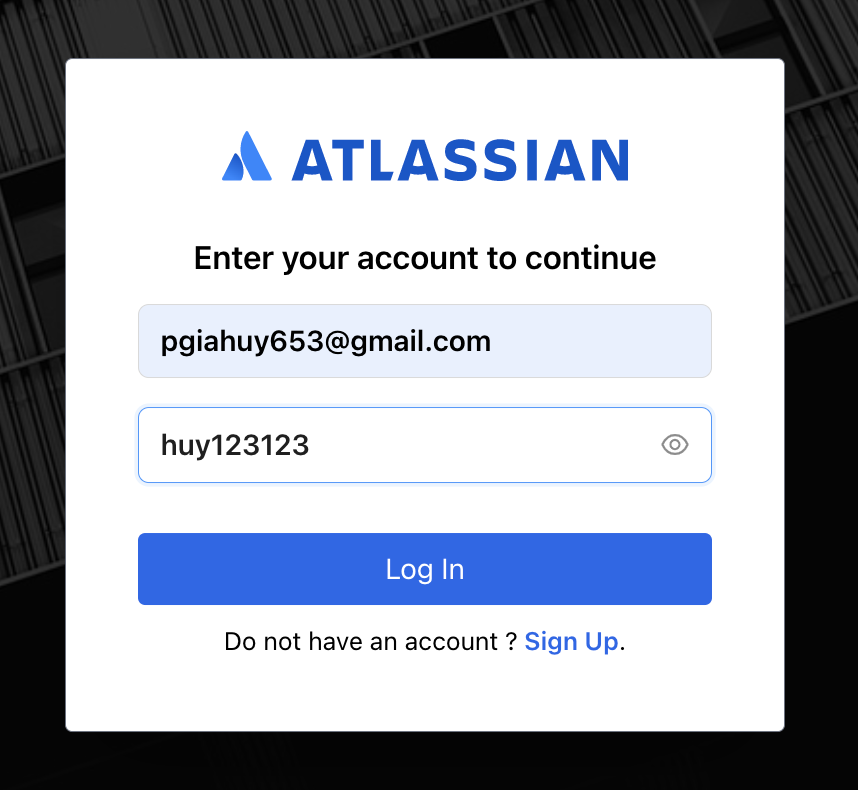 ATLASSIAN
Enter your account to continue
pgiahuy653@gmail.com
huy123123
Log In
Do not have an account ? Sign Up.